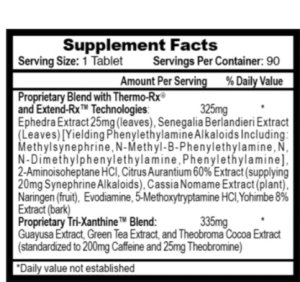 Supplement Facts
Serving Size: 1 Tablet Servings Per Container: 90
Amount Per Serving % Daily Value
Proprietary Blend with Thermo-Rx®
and Extend-Rx™ Technologies: 325mg *
Ephedra Extract 25mg (leaves), Senegalia Berlandieri Extract
(Leaves) [Yielding Phenylethylamine Alkaloids Including:
Methylsynephrine, N-Methyl-B-Phenylethylamine, N,
N-Dimethylphenylethylamine, Phenylethylamine],
2-Aminoisoheptane HCl, Citrus Aurantium 60% Extract (supplying
20mg Synephrine Alkaloids), Cassia Nomame Extract (plant),
Naringen (fruit), Evodiamine, 5-Methoxytryptamine HCl, Yohimbe 8%
Extract (bark)
Proprietary Tri-Xanthine™ Blend: 335mg *
Guayusa Extract, Green Tea Extract, and Theobroma Cocoa Extract
(standardized to 200mg Caffeine and 25mg Theobromine)
*Daily value not established